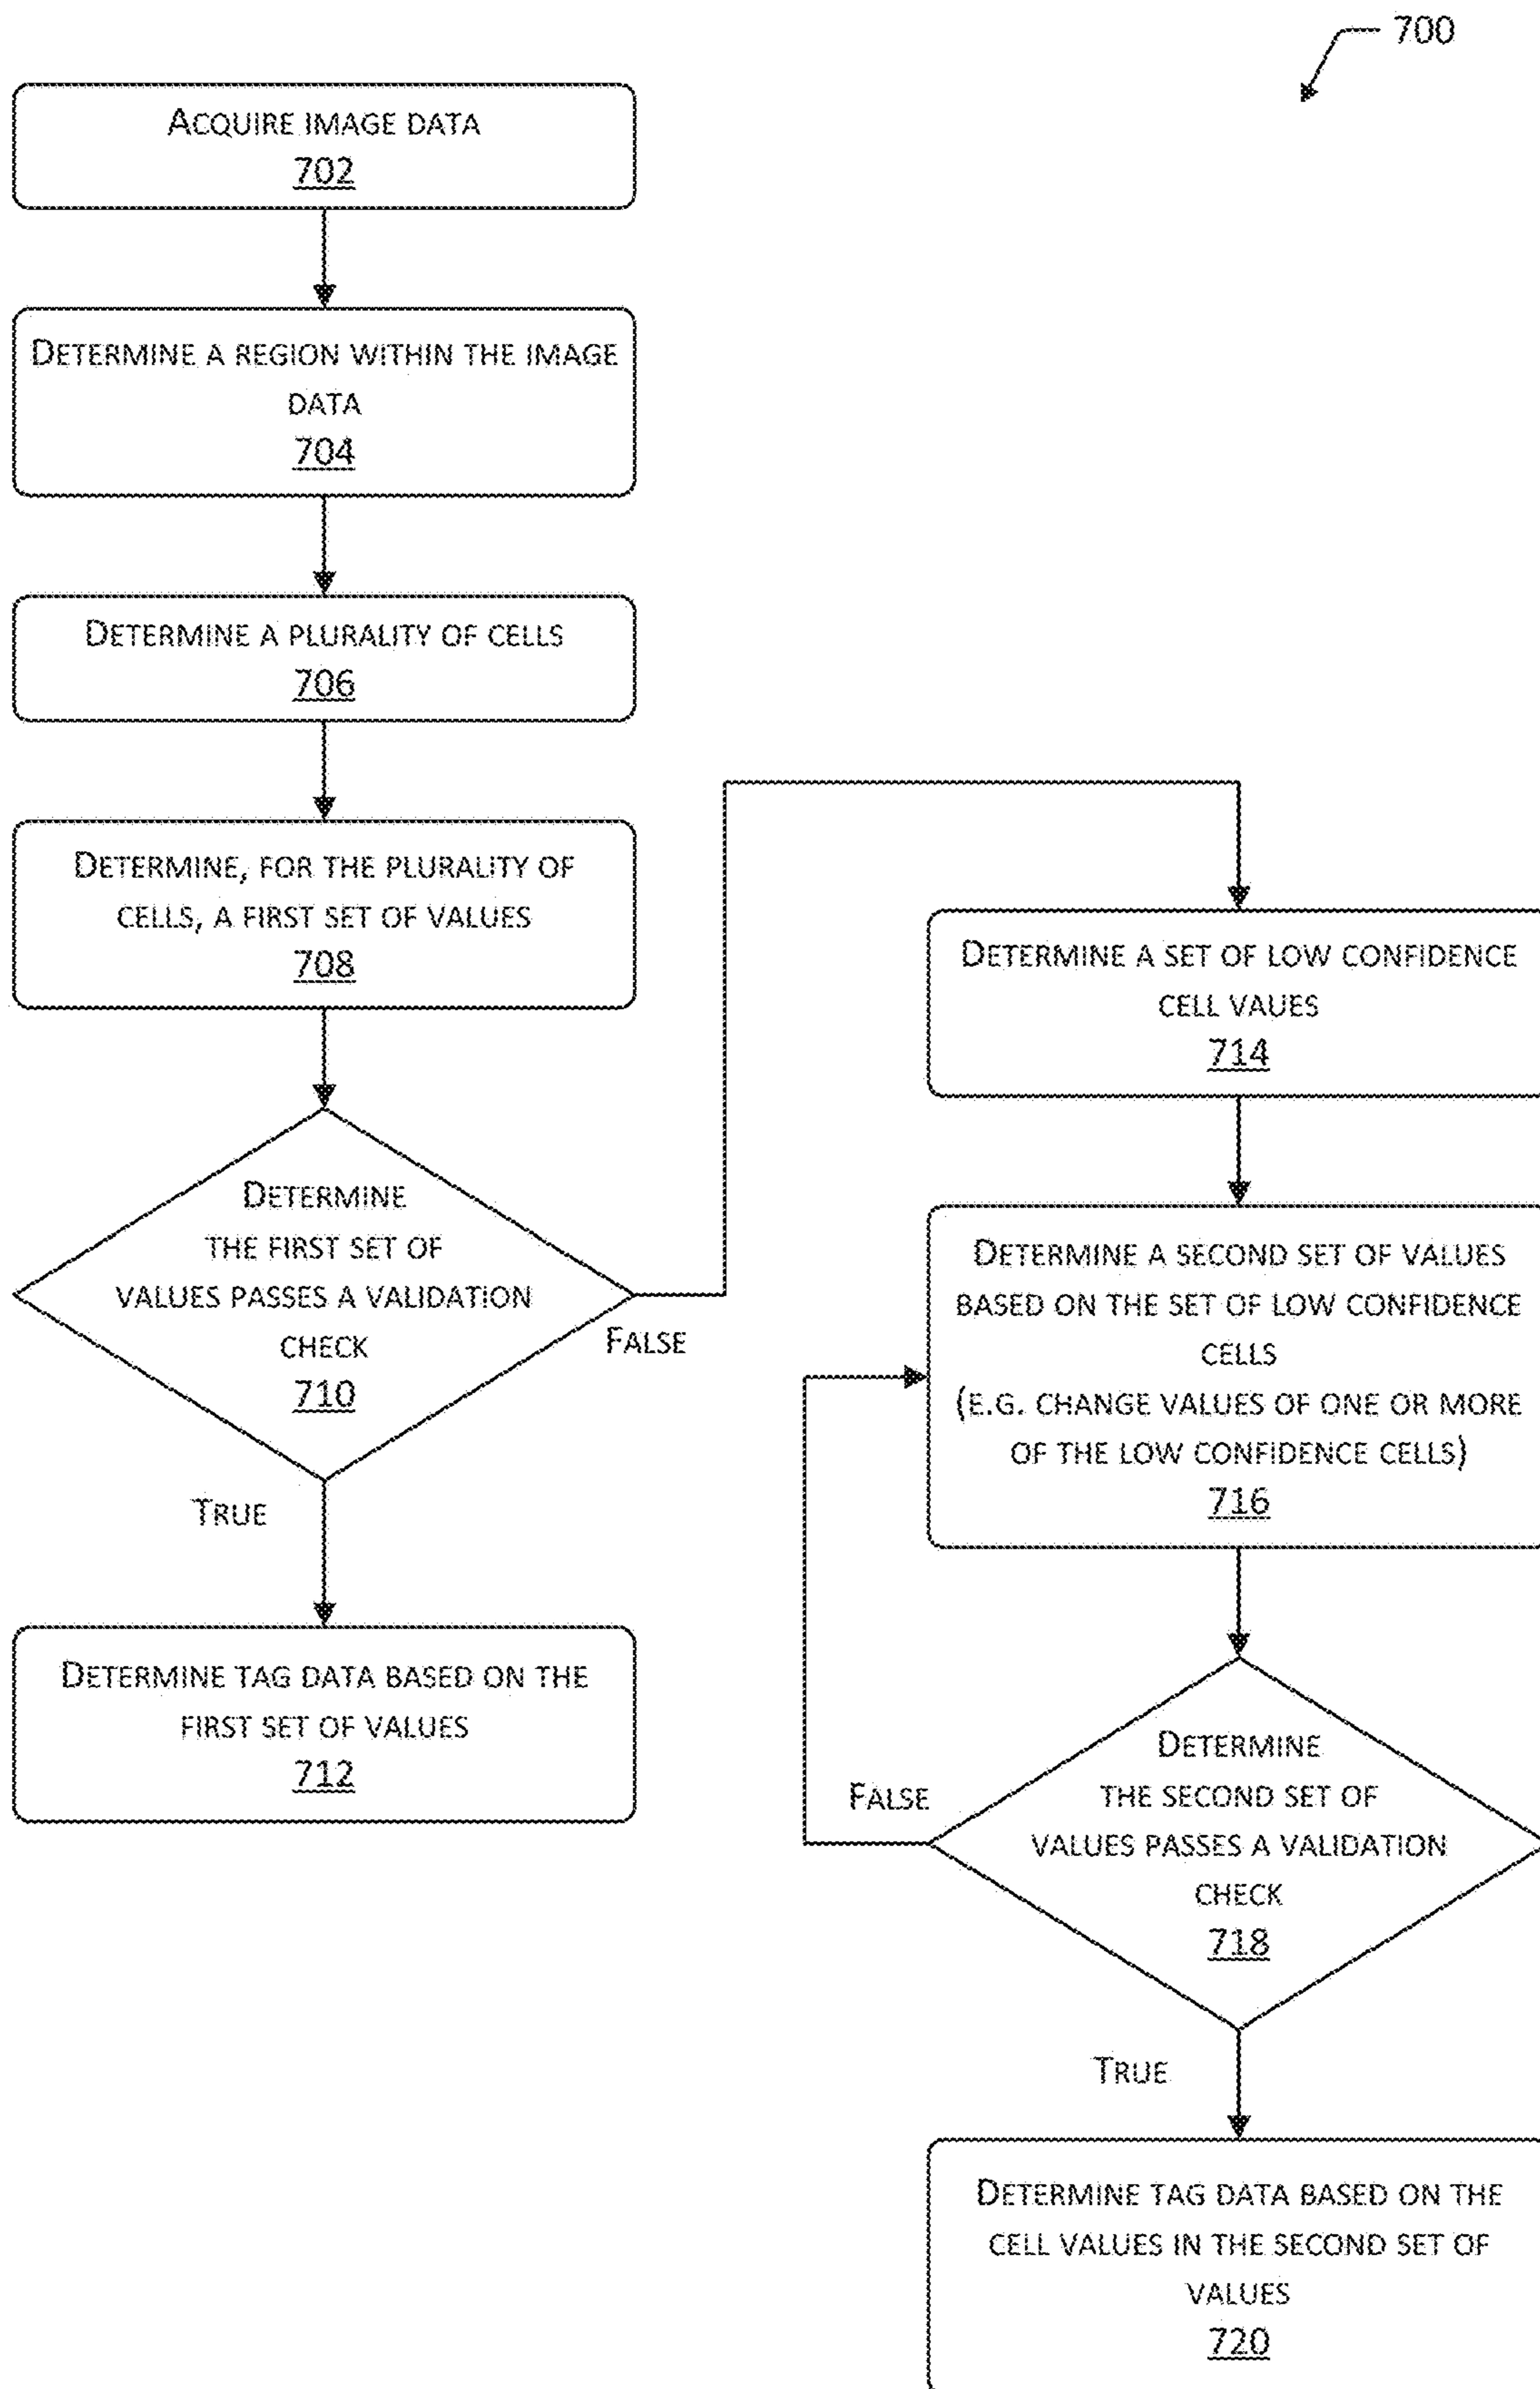 700
ACQUIRE IMAGE DATA
702
DETERMINE A REGION WITHIN THE IMAGE
DATA
704
DETERMINE A PLURALITY OF CELLS
706
DETERMINE, FOR THE PLURALITY OF
CELLS, A FIRST SET OF VALUES
708
DETERMINE
THE FIRST SET OF
VALUES PASSES A VALIDATION
CHECK
710
FALSE
TRUE
DETERMINE TAG DATA BASED ON THE
FIRST SET OF VALUES
712
DETERMINE A SET OF LOW CONFIDENCE
CELL VAUES
714
DETERMINE A SECOND SET OF VALUES
BASED ON THE SET OF LOW CONFIDENCE
CELLS
(E.G. CHANGE VALUES OF ONE OR MORE
OF THE LOW CONFIDENCE CELLS)
716
DETERMINE
THE SECOND SET OF
VALUES PASSES A VALIDATION
CHECK
718
FALSE
TRUE
DETERMINE TAG DATA BASED ON THE
CELL VALUES IN THE SECOND SET OF
VALUES
720